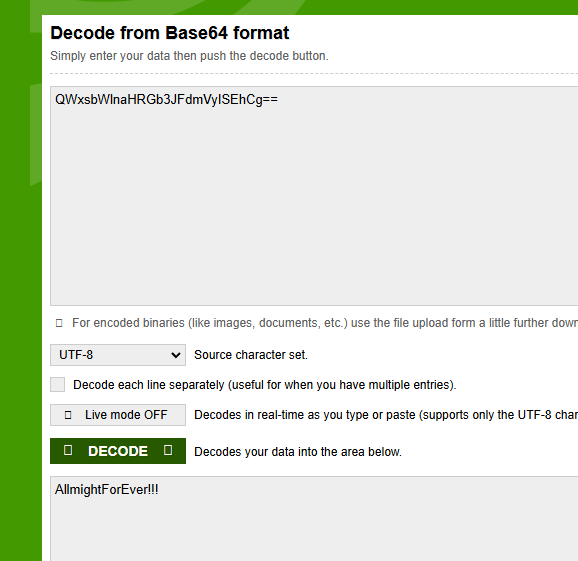 Decode from Base64 format
Simply enter your data then push the decode button.
QWxsbWlnaHRGb3JFdmVyISEhCg==
For encoded binaries (like images, documents, etc.) use the file upload form a little further down
UTF-8 Source character set.
Decode each line separately (useful for when you have multiple entries).
Live mode OFF Decodes in real-time as you type or paste (supports only the UTF-8 char
DECODE Decodes your data into the area below.
AllmightForEver!!!